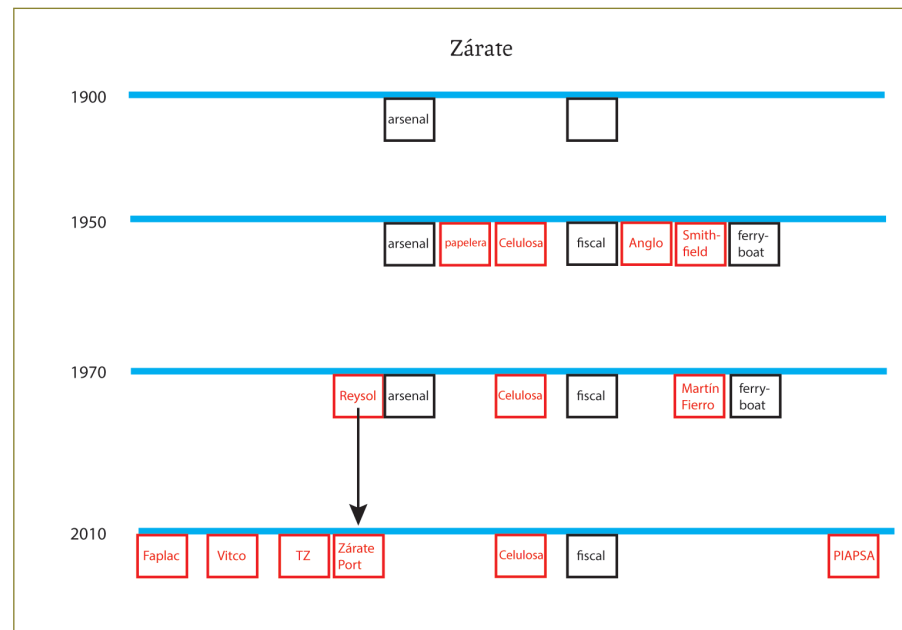 Zárate
1900
arsenal
1950
arsenal
papelera
Celulosa
fiscal
Anglo
Smith-
field
ferry-
boat
1970
Reysol
arsenal
Celulosa
fiscal
Martín
Fierro
ferry-
boat
2010
Faplac
Vitco
TZ
Zárate
Port
Celulosa
fiscal
PIAPSA